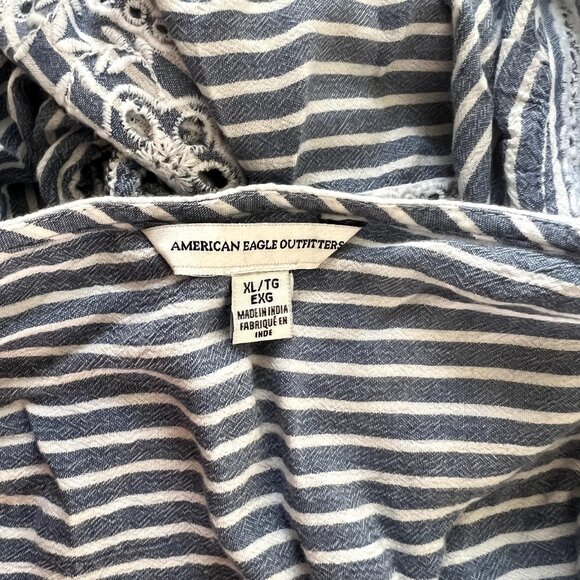 AMERICAN EAGLE OUTFITTERS
XL/TG
EXG
MADE IN INDIA
FABRIQUÉ EN
INDE